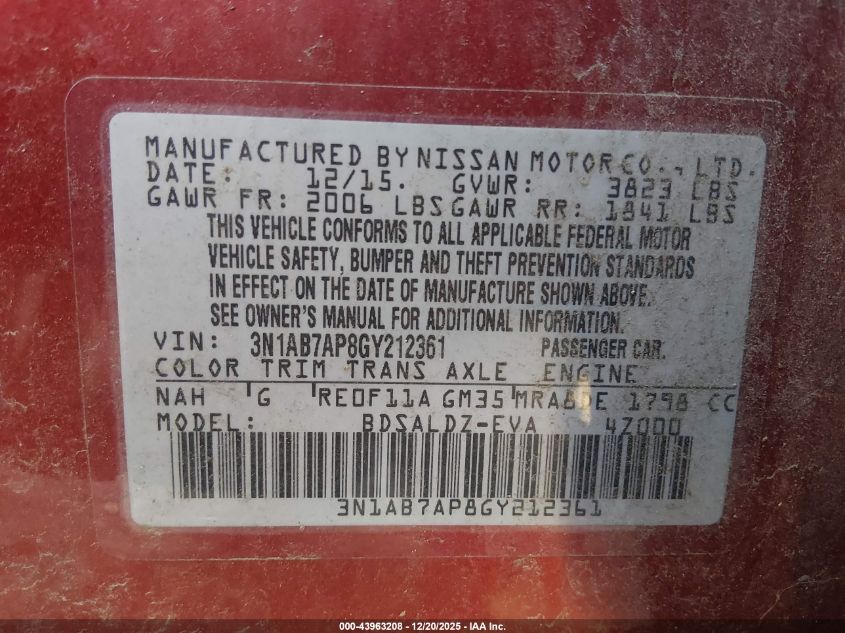 MANUFACTURED BY NISSAN MOTOR CO., LTD.
DATE: 12/15. GVWR: 3823 LBS
GAWR FR: 2006 LBS GAWR RR: 1841 LBS
THIS VEHICLE CONFORMS TO ALL APPLICABLE FEDERAL MOTOR
VEHICLE SAFETY, BUMPER AND THEFT PREVENTION STANDARDS
IN EFFECT ON THE DATE OF MANUFACTURE SHOWN ABOVE.
SEE OWNER'S MANUAL FOR ADDITIONAL INFORMATION.
VIN: 3N1AB7AP8GY212361 PASSENGER CAR.
COLOR TRIM TRANS AXLE ENGINE
NAH G RE0F11A GM35 MRA8DE 1798 CC
MODEL: BDSALDZ-EVA 4Z000
3N1AB7AP8GY212361
000-43963208 - 12/20/2025 - IAA Inc.